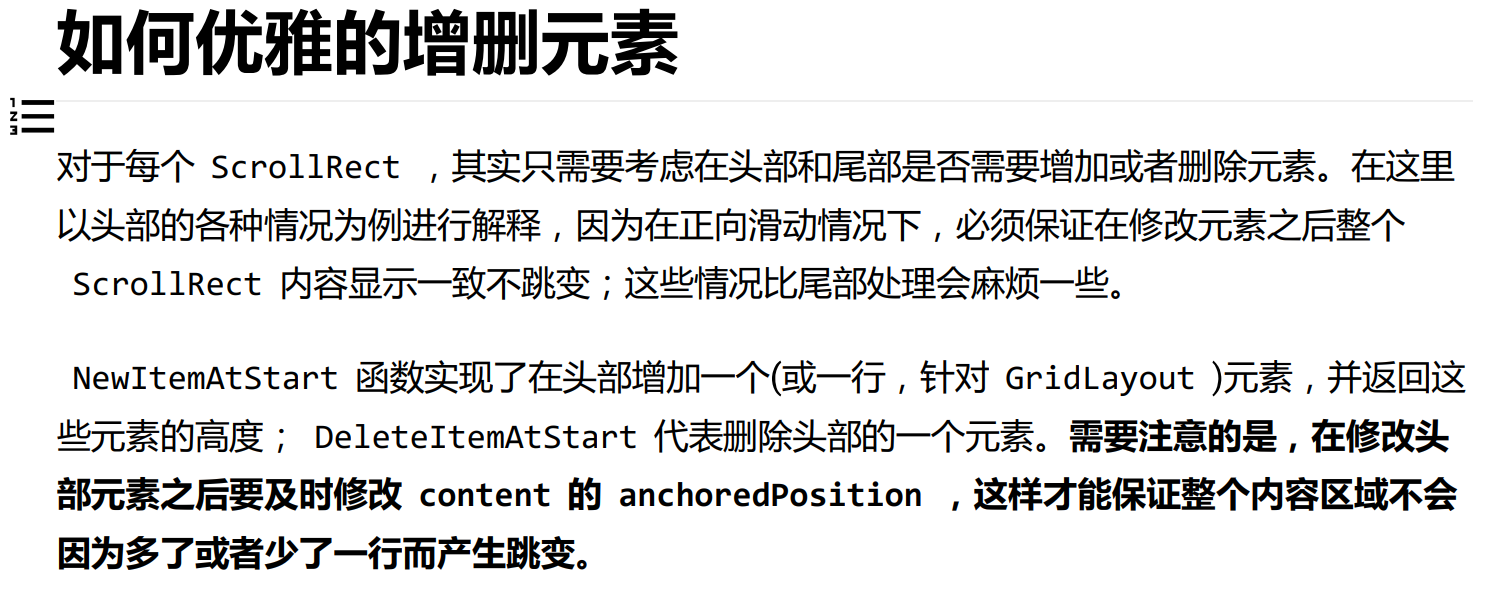 如何优雅的增删元素
对于每个 ScrollRect ，其实只需要考虑在头部和尾部是否需要增加或者删除元素。在这里
以头部的各种情况为例进行解释，因为在正向滑动情况下，必须保证在修改元素之后整个
ScrollRect 内容显示一致不跳变；这些情况比尾部处理会麻烦一些。
NewItemAtStart 函数实现了在头部增加一个(或一行，针对 GridLayout )元素，并返回这
些元素的高度； DeleteItemAtStart 代表删除头部的一个元素。需要注意的是，在修改头
部元素之后要及时修改 content 的 anchoredPosition ，这样才能保证整个内容区域不会
因为多了或者少了一行而产生跳变。